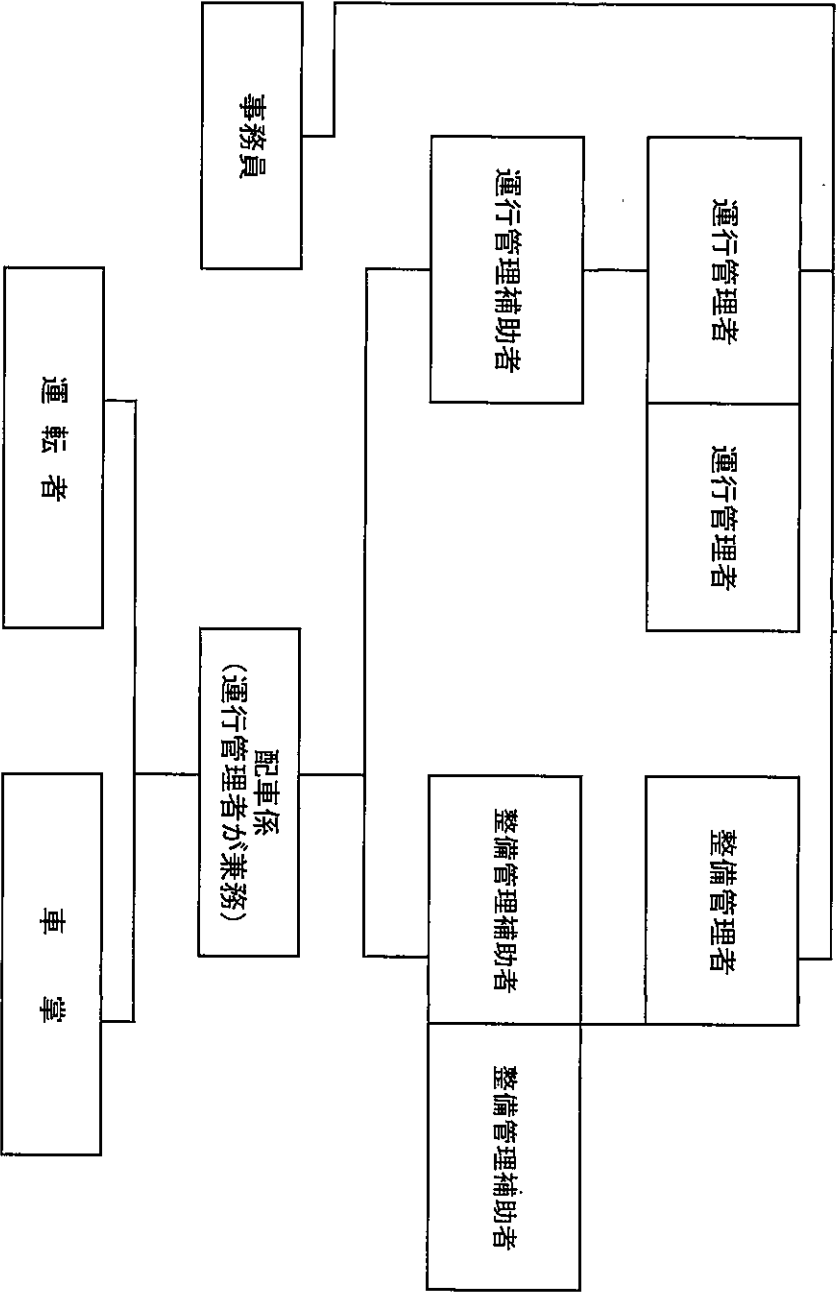 運行管理者
運行管理者
整備管理者
運行管理補助者
整備管理補助者
整備管理補助者
事務員
配車係
（運行管理者が兼務）
運転者
車掌